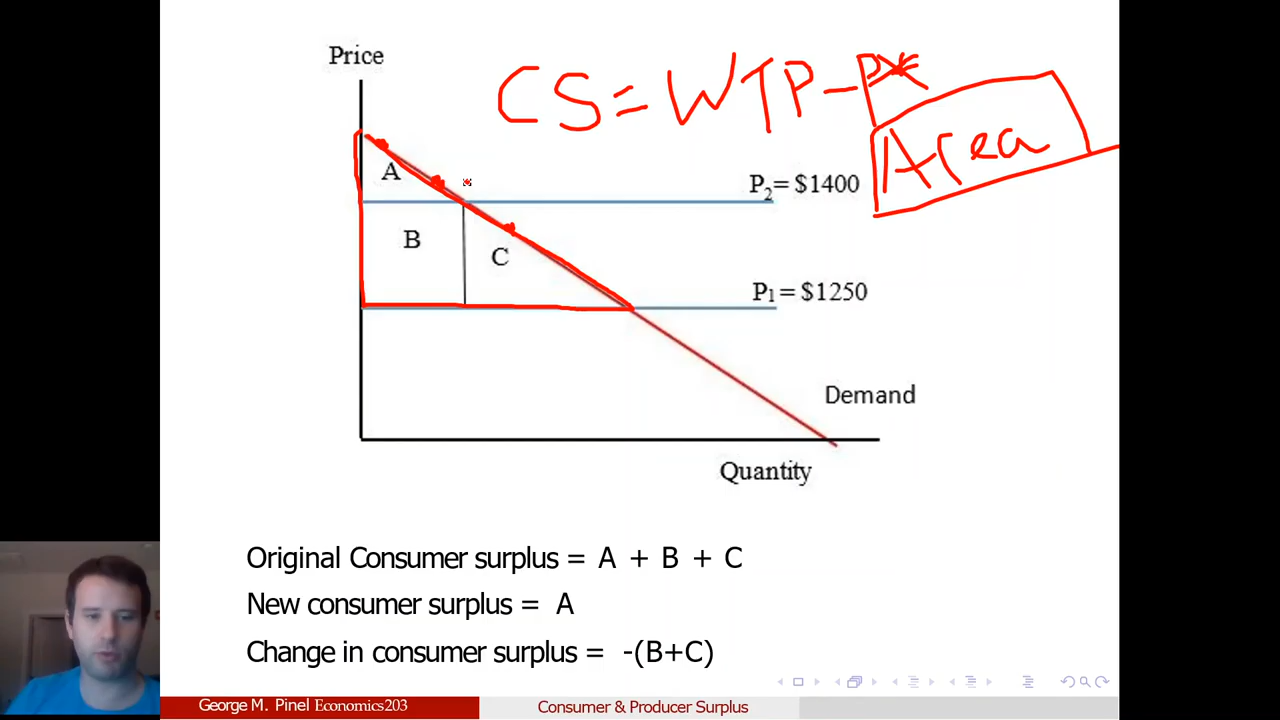 Price
CS = WTP - P*
Area
A
P2 = $1400
B
C
P1 = $1250
Demand
Quantity
Original Consumer surplus = A + B + C
New consumer surplus = A
Change in consumer surplus = -(B+C)
George M. Pinel Economics203
Consumer & Producer Surplus